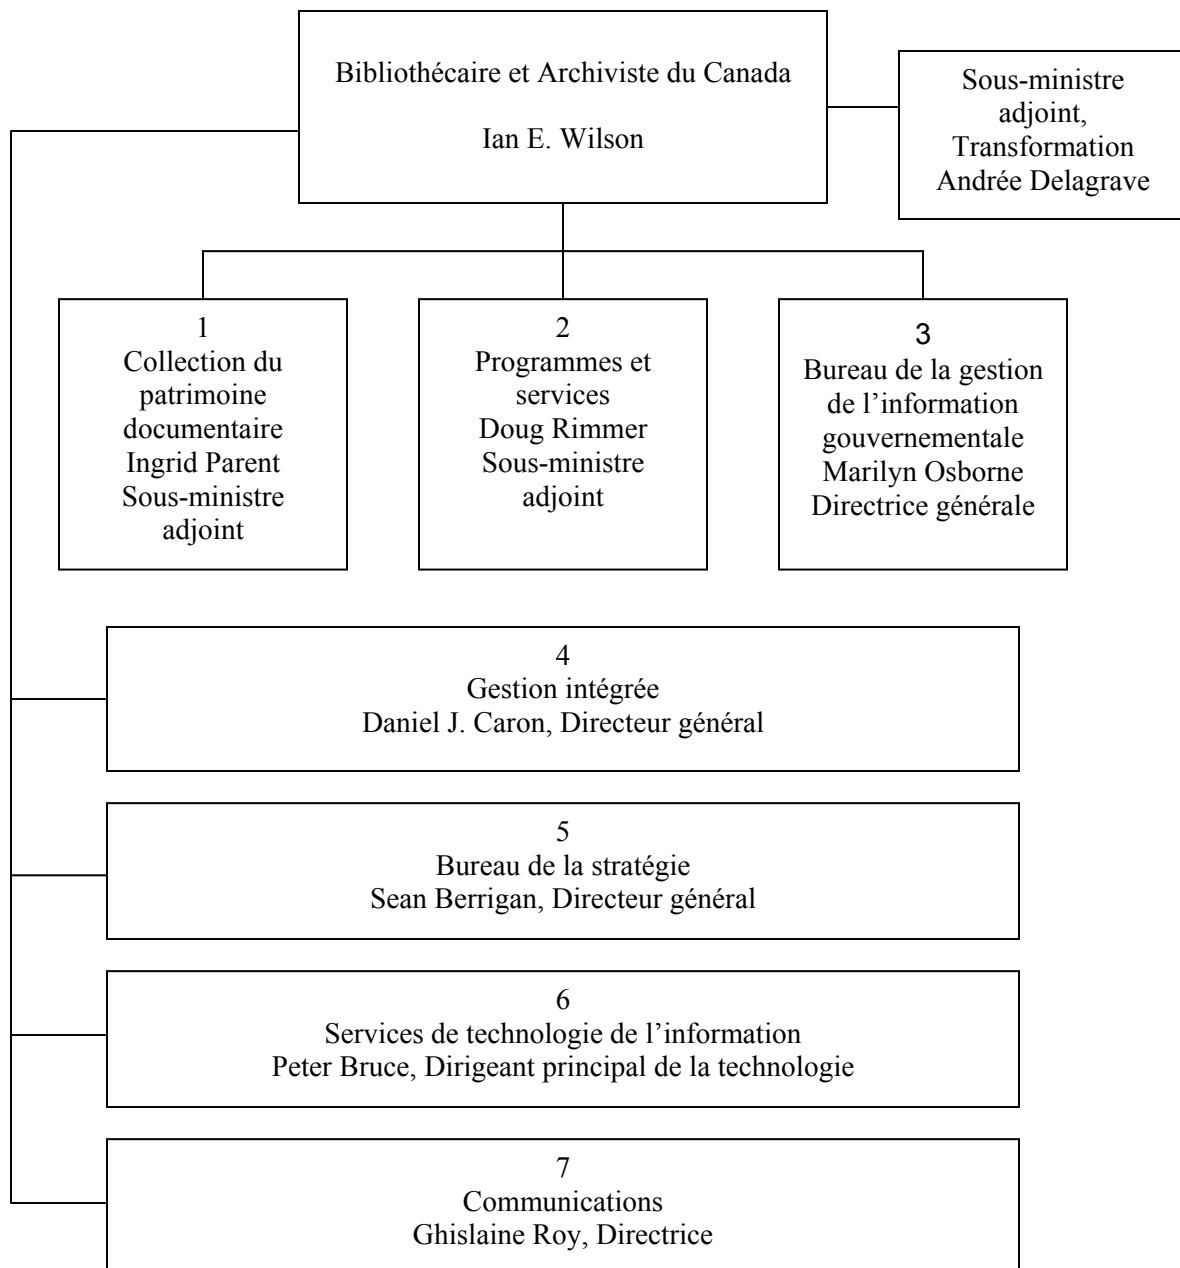 Bibliothécaire et Archiviste du Canada
Ian E. Wilson
Sous-ministre
adjoint,
Transformation
Andrée Delagrave
1
Collection du
patrimoine
documentaire
Ingrid Parent
Sous-ministre
adjoint
2
Programmes et
services
Doug Rimmer
Sous-ministre
adjoint
3
Bureau de la gestion
de l’information
gouvernementale
Marilyn Osborne
Directrice générale
4
Gestion intégrée
Daniel J. Caron, Directeur général
5
Bureau de la stratégie
Sean Berrigan, Directeur général
6
Services de technologie de l’information
Peter Bruce, Dirigeant principal de la technologie
7
Communications
Ghislaine Roy, Directrice